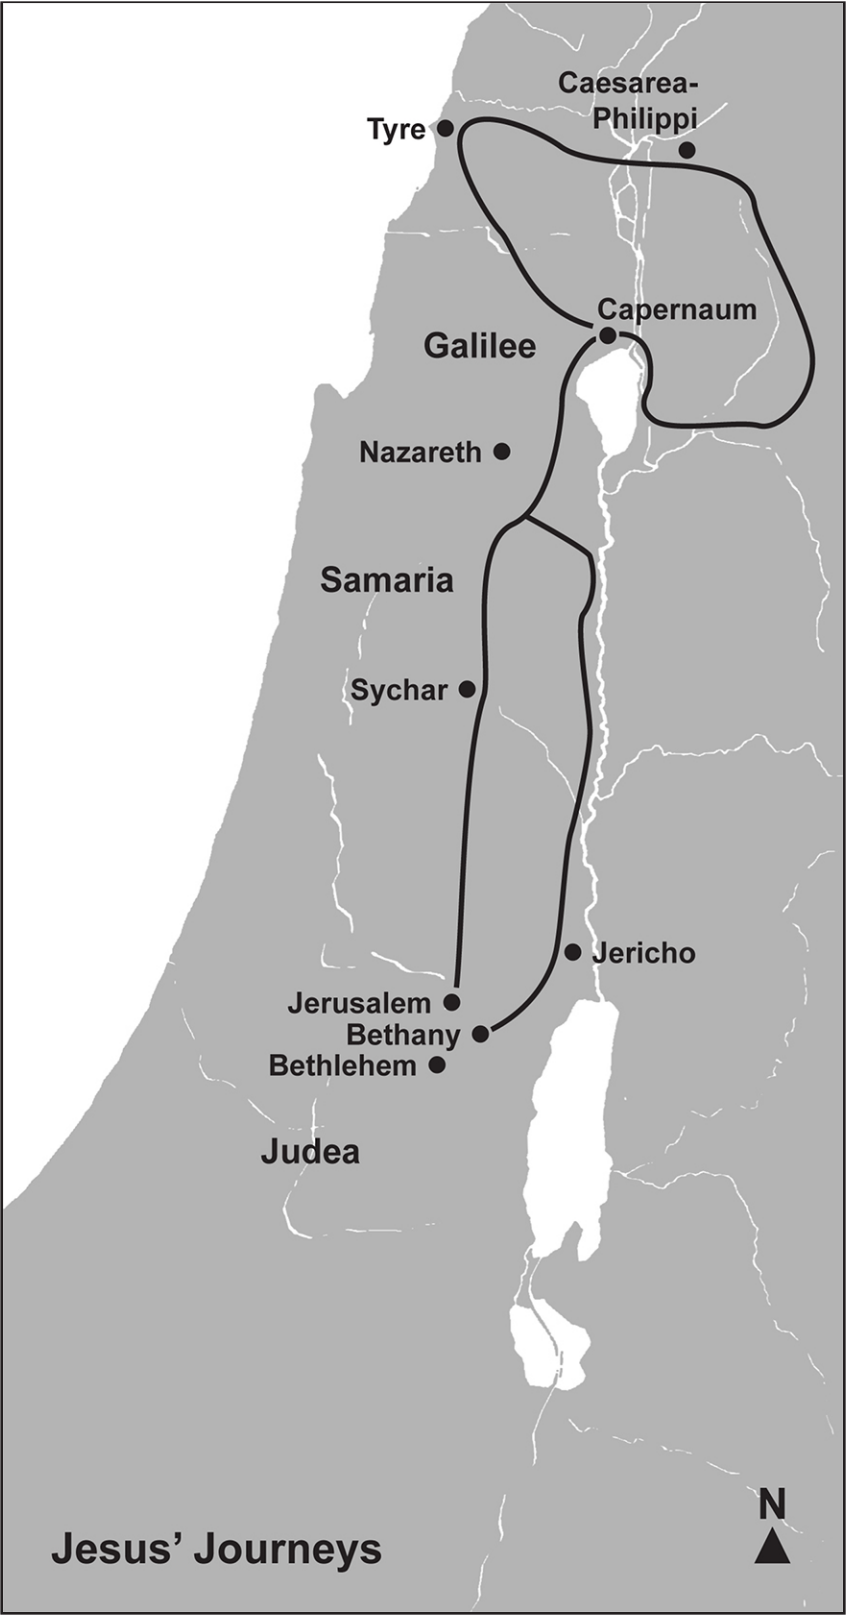 Caesarea-
Philippi
Tyre
Capernaum
Galilee
Nazareth
Samaria
Sychar
Jericho
Jerusalem
Bethany
Bethlehem
Judea
N
Jesus’ Journeys